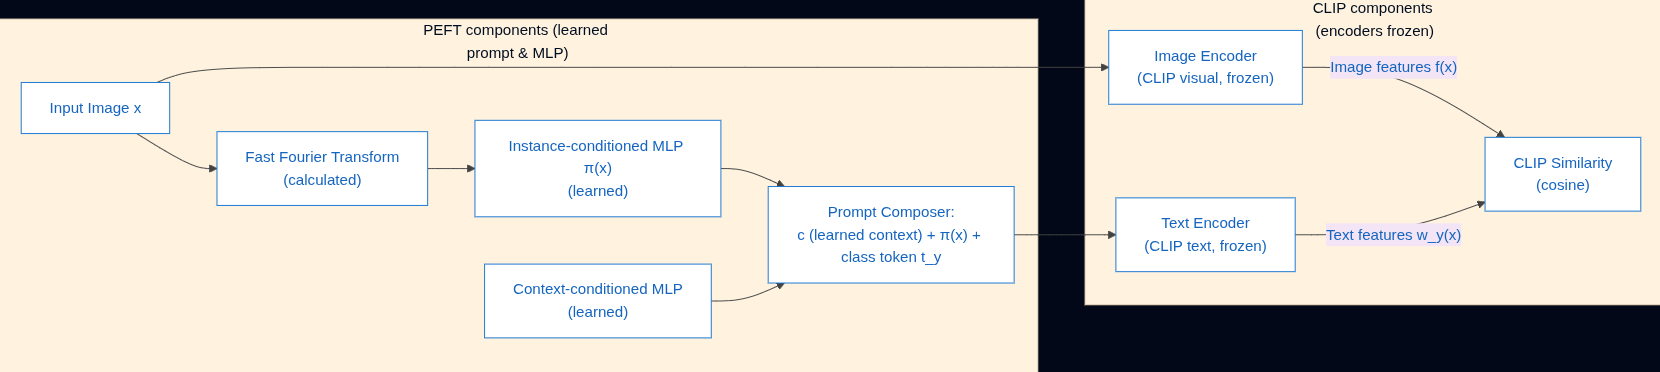 PEFT components (learned
prompt & MLP)
Input Image x
Fast Fourier Transform
(calculated)
Instance-conditioned MLP
π(x)
(learned)
Context-conditioned MLP
(learned)
Prompt Composer:
c (learned context) + π(x) +
class token t_y
CLIP components
(encoders frozen)
Image Encoder
(CLIP visual, frozen)
Image features f(x)
Text Encoder
(CLIP text, frozen)
Text features w_y(x)
CLIP Similarity
(cosine)